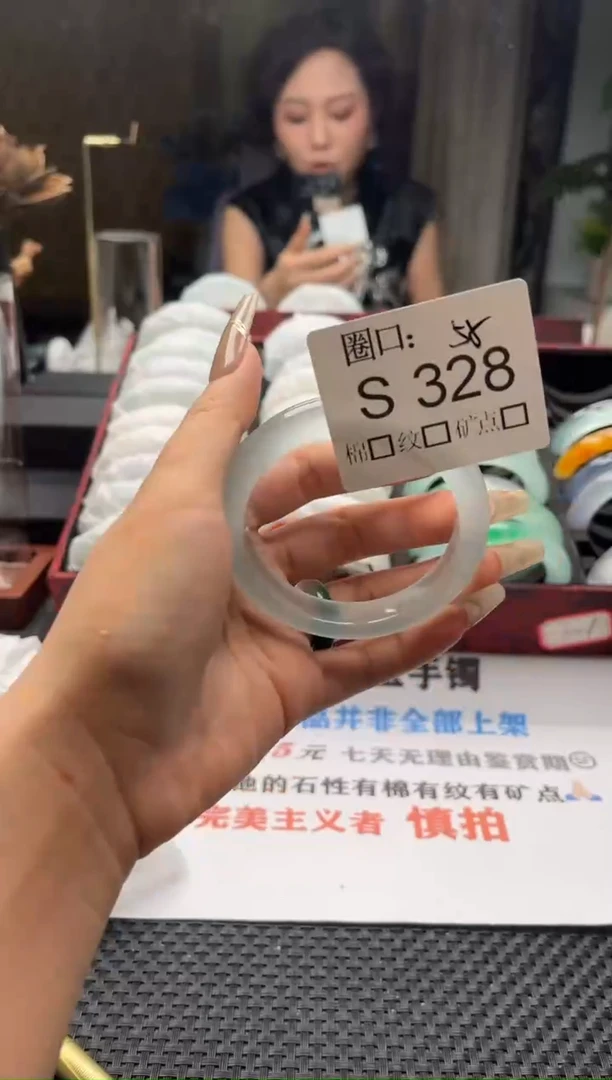 圈口: 58
S 328
棉□ 纹□ 矿点□
手镯
并非全部上架
5元 七天无理由鉴赏期
的石性有棉有纹有矿点
完美主义者 慎拍